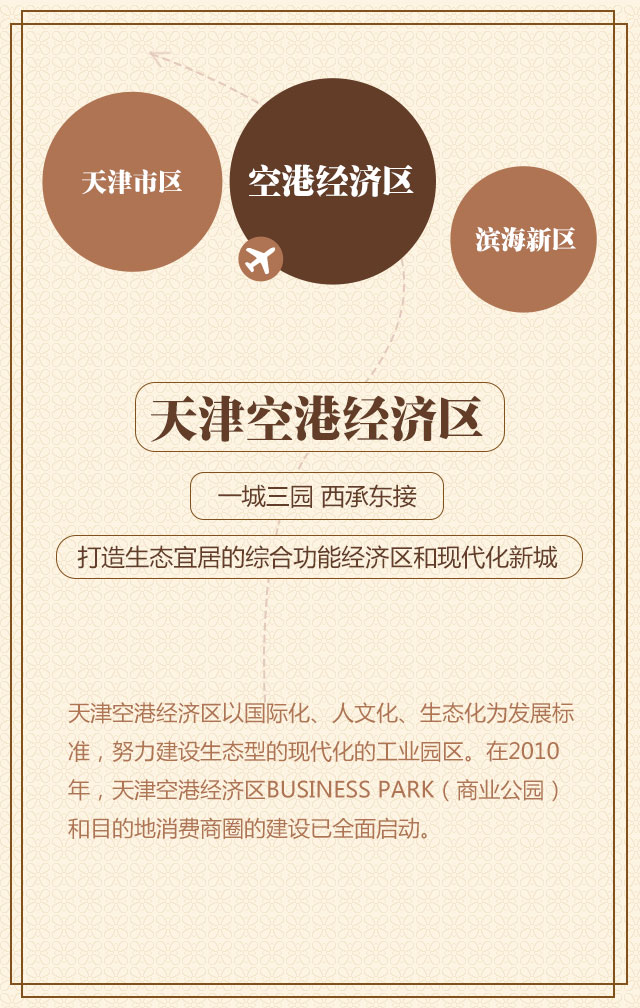 天津市区
空港经济区
滨海新区
天津空港经济区
一城三园 西承东接
打造生态宜居的综合功能经济区和现代化新城
天津空港经济区以国际化、人文化、生态化为发展标
准，努力建设生态型的现代化的工业园区。在2010
年，天津空港经济区BUSINESS PARK（商业公园）
和目的地消费商圈的建设已全面启动。